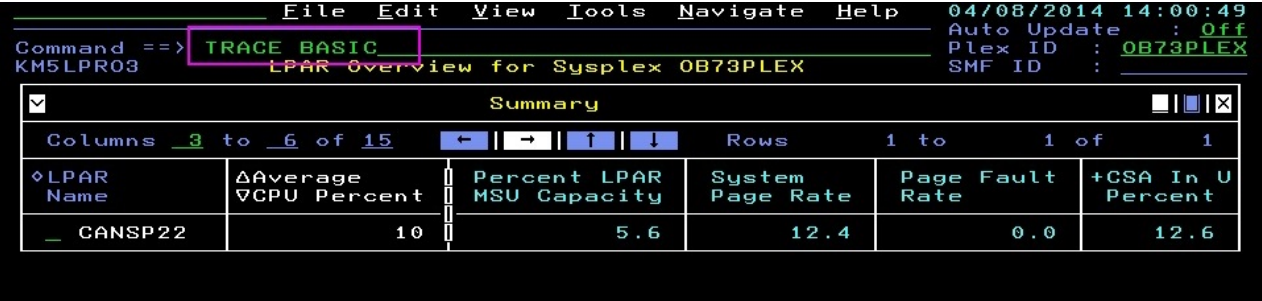 File Edit View Tools Navigate Help 04/08/2014 14:00:49
Auto Update : Off
Command ==> TRACE BASIC Plex ID : OB73PLEX
KM5LPRO3 LPAR Overview for Sysplex OB73PLEX SMF ID :
Summary
Columns 3 to 6 of 15 ← | → | ↑ | ↓ Rows 1 to 1 of 1
◇LPAR ΔAverage Percent LPAR System Page Fault +CSA In U
Name ∇CPU Percent MSU Capacity Page Rate Rate Percent
_ CANSP22 10 5.6 12.4 0.0 12.6